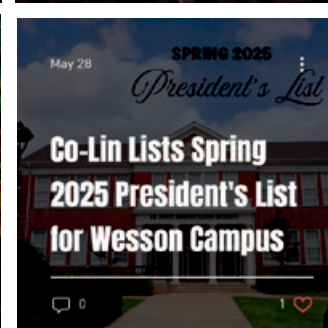 SPRING 2025
May 28
President's List
Co-Lin Lists Spring
2025 President's List
for Wesson Campus
0
1